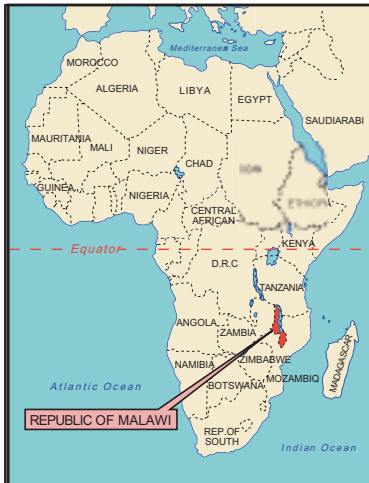 Mediterranea Sea
MOROCCO
ALGERIA
LIBYA
EGYPT
SAUDIARABI
MAURITANIA
MALI
NIGER
CHAD
GUINEA
NIGERIA
CENTRAL
AFRICAN
KENYA
Equator
D.R.C
TANZANIA
ANGOLA
ZAMBIA
ZIMBABWE
MADAGASCAR
NAMIBIA
MOZAMBIQ
BOTSWANA
Atlantic Ocean
REPUBLIC OF MALAWI
REP.OF
SOUTH
Indian Ocean